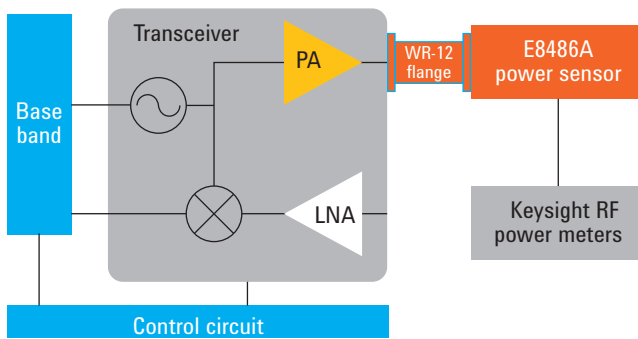 Transceiver
PA
WR-12
flange
E8486A
power sensor
Base
band
LNA
Keysight RF
power meters
Control circuit